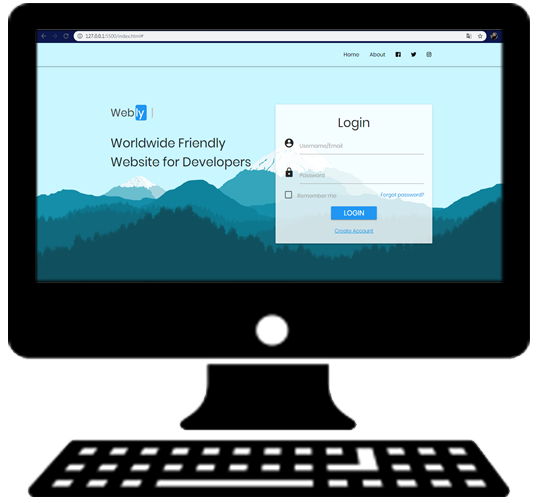 127.0.0.1:5500/index.html#
Home About
Webly
Worldwide Friendly
Website for Developers
Login
Username/Email
Password
Remember me
Forgot password?
LOGIN
Create Account